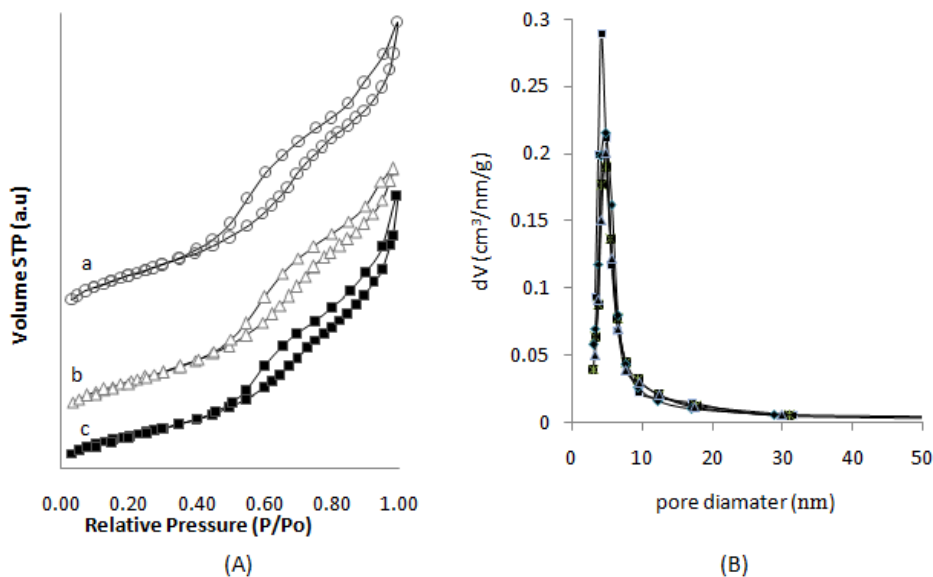 Volume STP (a.u)
a
b
c
0.00 0.20 0.40 0.60 0.80 1.00
Relative Pressure (P/Po)
(A)
dV (cm³/nm/g)
0.3
0.25
0.2
0.15
0.1
0.05
0
0 10 20 30 40 50
pore diamater (nm)
(B)